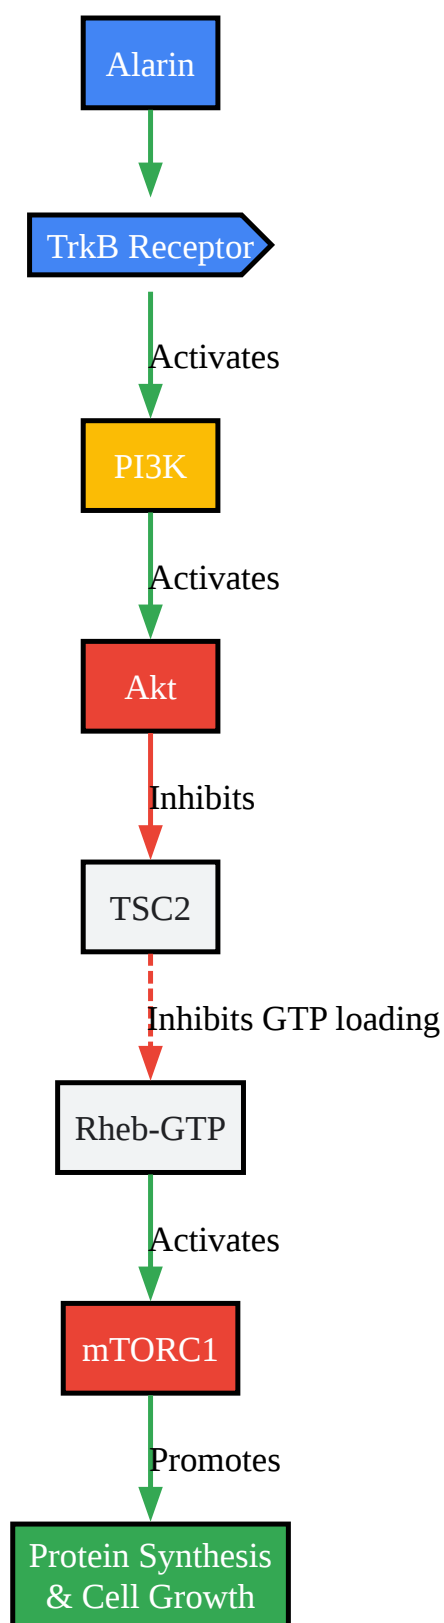 Alarin
TrkB Receptor
Activates
PI3K
Activates
Akt
Inhibits
TSC2
Inhibits GTP loading
Rheb-GTP
Activates
mTORC1
Promotes
Protein Synthesis
& Cell Growth